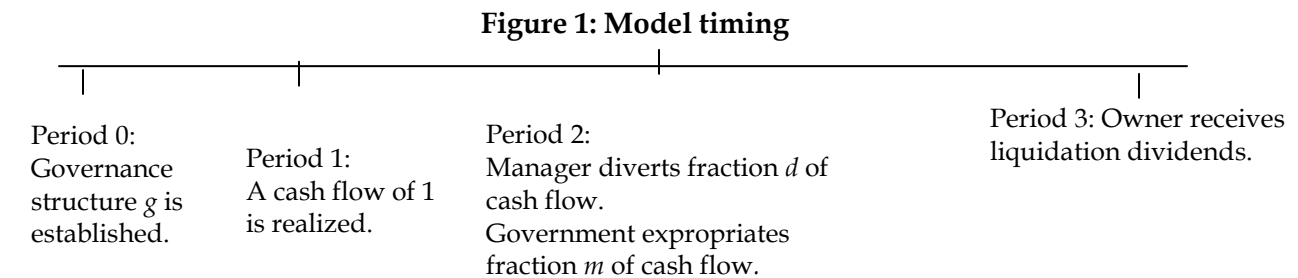 Figure 1: Model timing
Period 0:
Governance
structure g is
established.
Period 1:
A cash flow of 1
is realized.
Period 2:
Manager diverts fraction d of
cash flow.
Government expropriates
fraction m of cash flow.
Period 3: Owner receives
liquidation dividends.